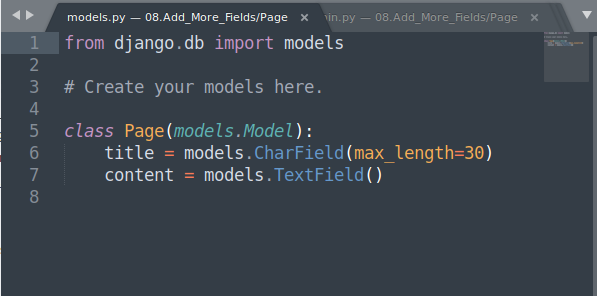 models.py — 08.Add_More_Fields/Page ×
in.py — 08.Add_More_Fields/Page ×
1 from django.db import models
2
3 # Create your models here.
4
5 class Page(models.Model):
6     title = models.CharField(max_length=30)
7     content = models.TextField()
8